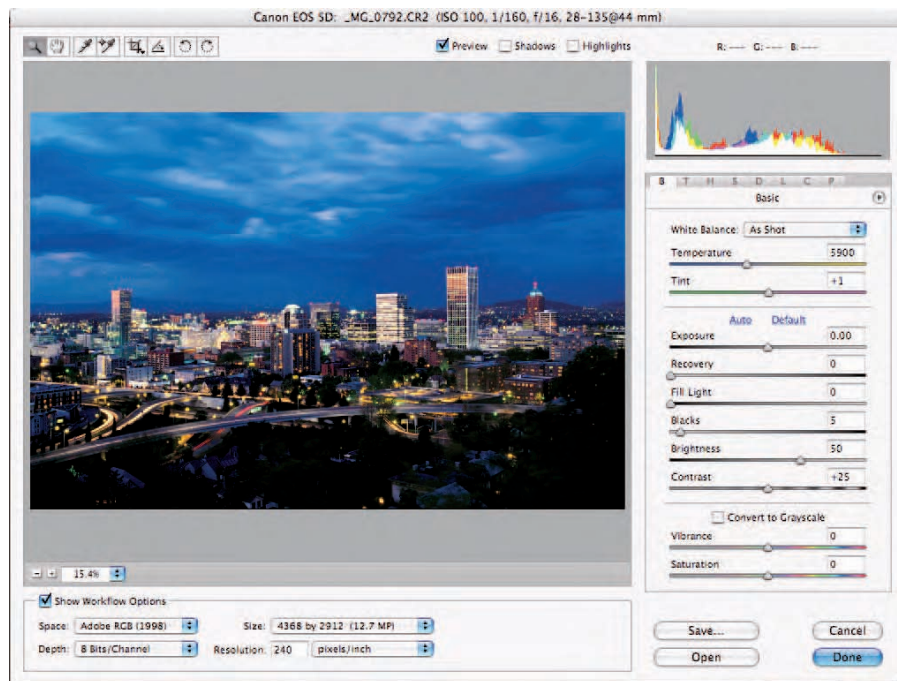 Canon EOS 5D: _MG_0792.CR2 (ISO 100, 1/160, f/16, 28-135@44 mm)
Preview Shadows Highlights
R: --- G: --- B: ---
B T H S D L C P
Basic
White Balance: As Shot
Temperature 5900
Tint +1
Auto Default
Exposure 0.00
Recovery 0
Fill Light 0
Blacks 5
Brightness 50
Contrast +25
Convert to Grayscale
Vibrance 0
Saturation 0
15.4%
Show Workflow Options
Space: Adobe RGB (1998) Size: 4368 by 2912 (12.7 MP)
Depth: 8 Bits/Channel Resolution: 240 pixels/inch
Save... Cancel
Open Done